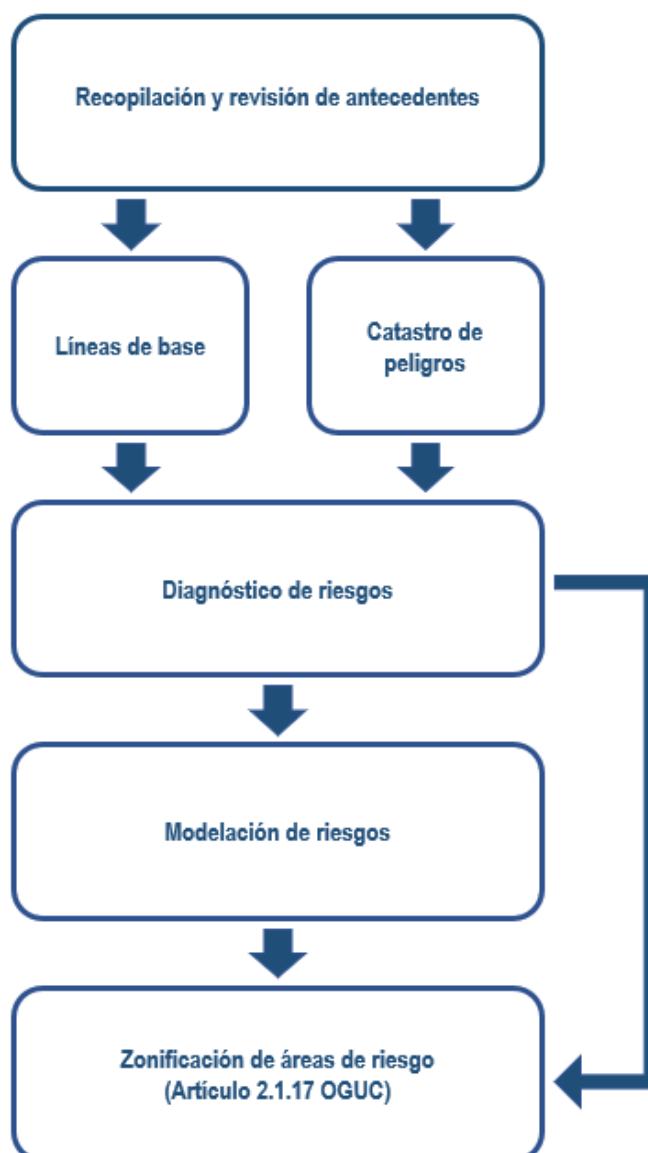 Recopilación y revisión de antecedentes
Líneas de base
Catastro de
peligros
Diagnóstico de riesgos
Modelación de riesgos
Zonificación de áreas de riesgo
(Artículo 2.1.17 OGUC)